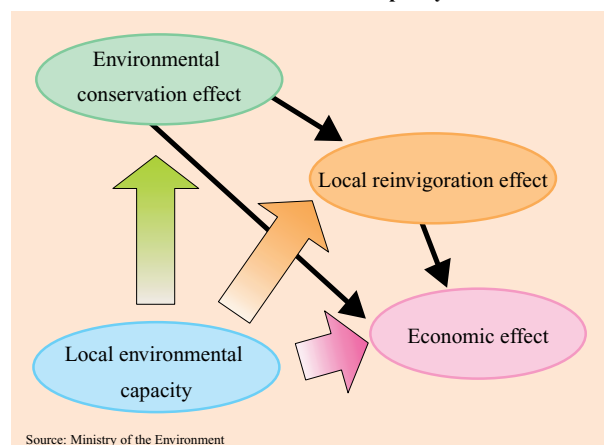 Environmental
conservation effect
Local reinvigoration effect
Economic effect
Local environmental
capacity
Source: Ministry of the Environment